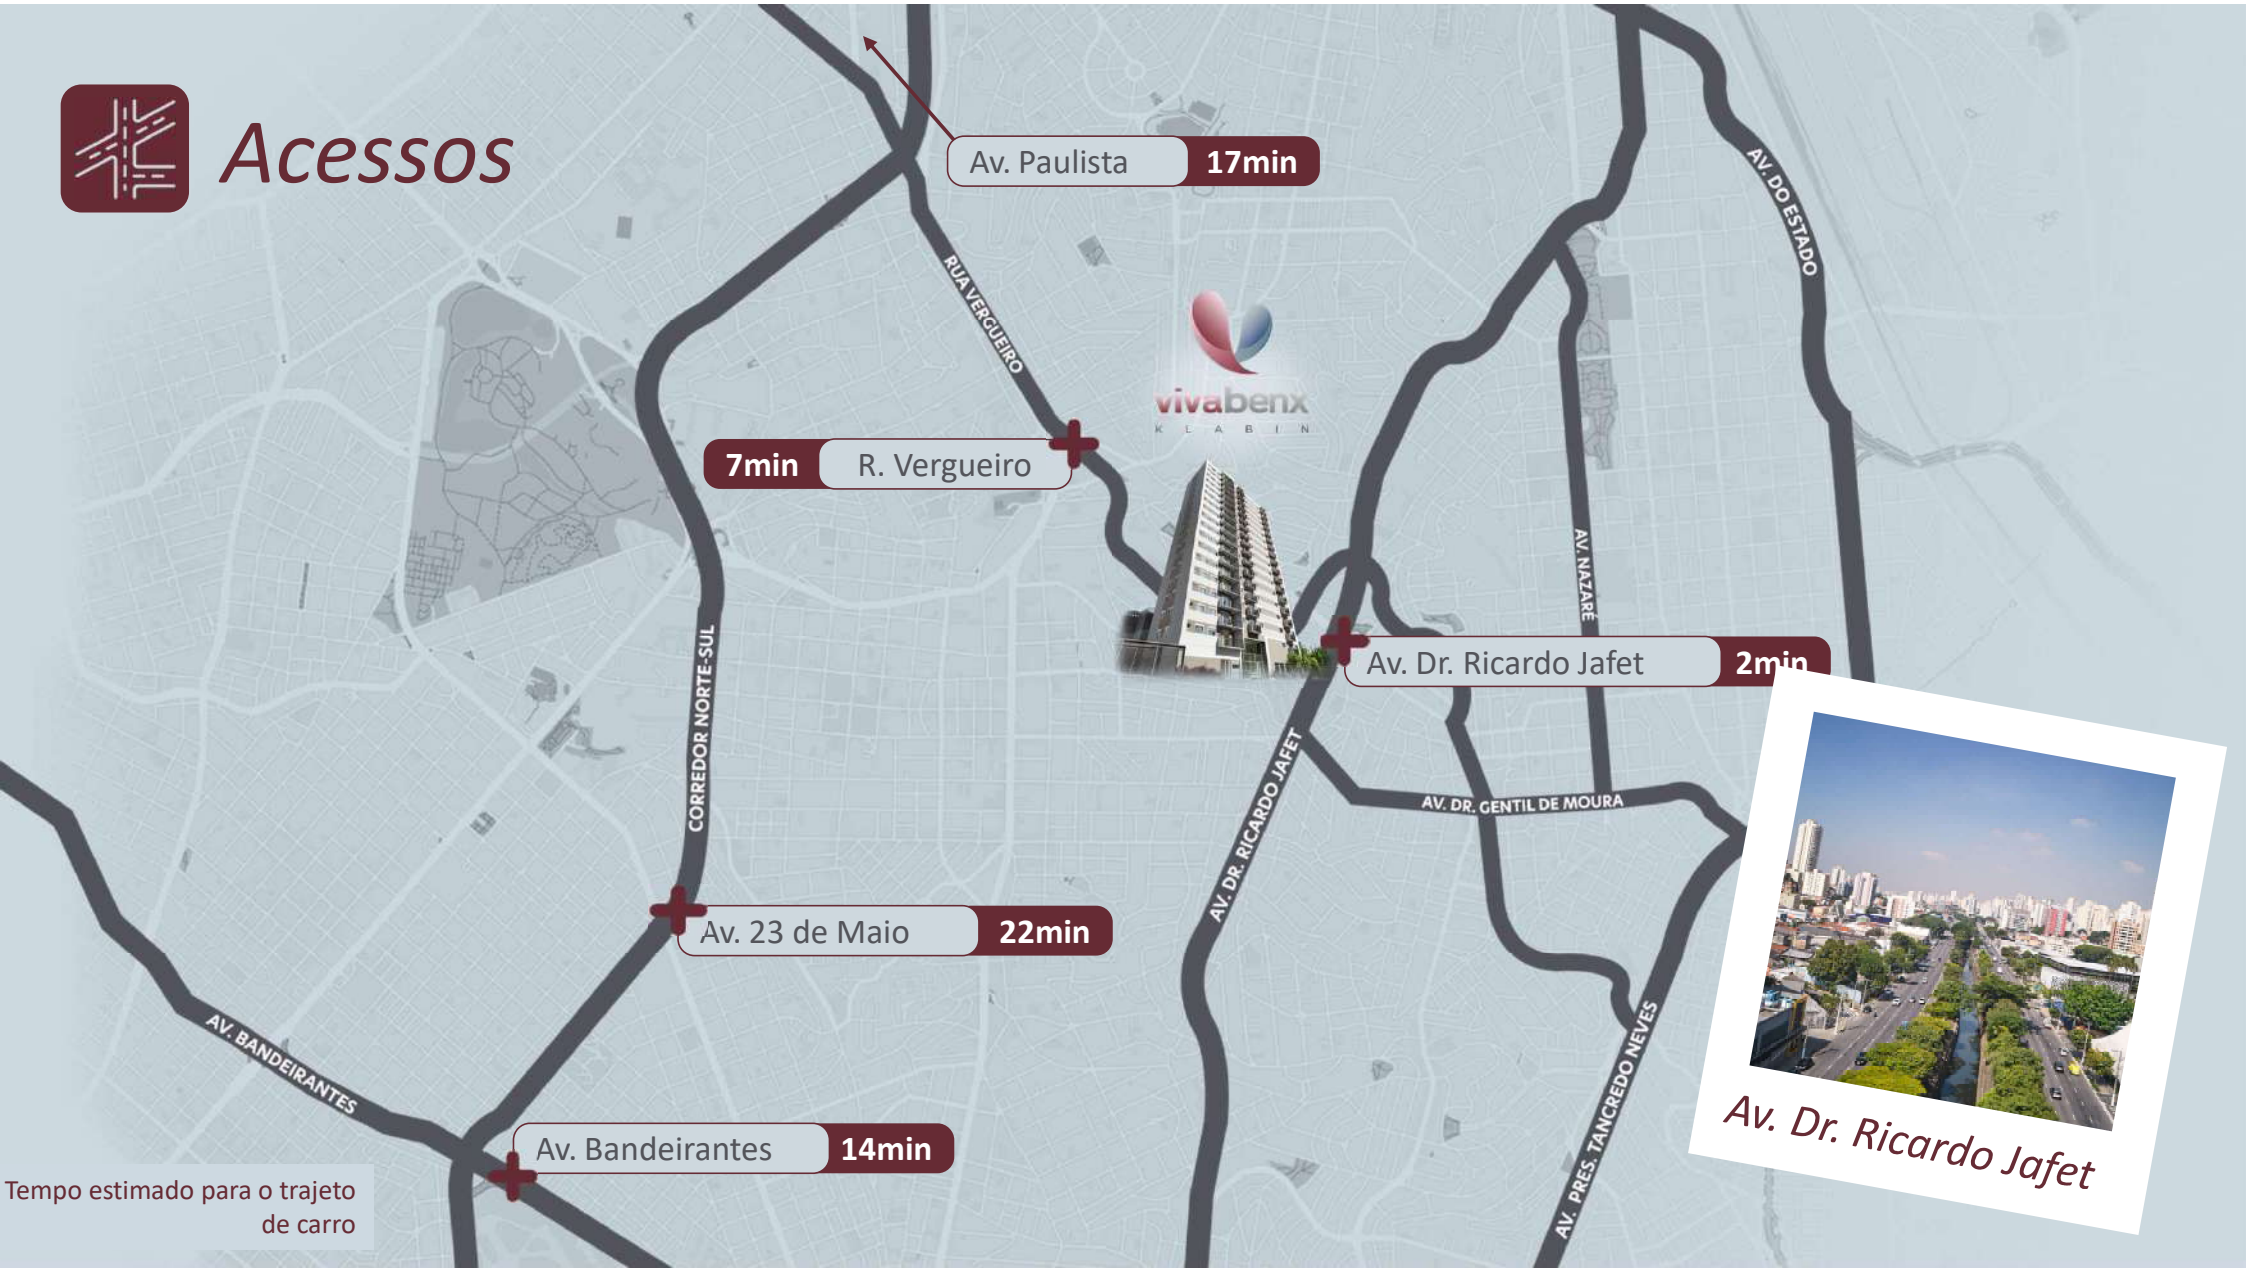 Acessos
Av. Paulista 17min
AV. DO ESTADO
RUA VERGUEIRO
vivabenx
KLABIN
7min R. Vergueiro
AV. NAZARÉ
Av. Dr. Ricardo Jafet 2min
CORREDOR NORTE-SUL
AV. DR. RICARDO JAFET
AV. DR. GENTIL DE MOURA
Av. 23 de Maio 22min
AV. BANDEIRANTES
AV. PRES. TANCREDO NEVES
Av. Bandeirantes 14min
Av. Dr. Ricardo Jafet
Tempo estimado para o trajeto
de carro